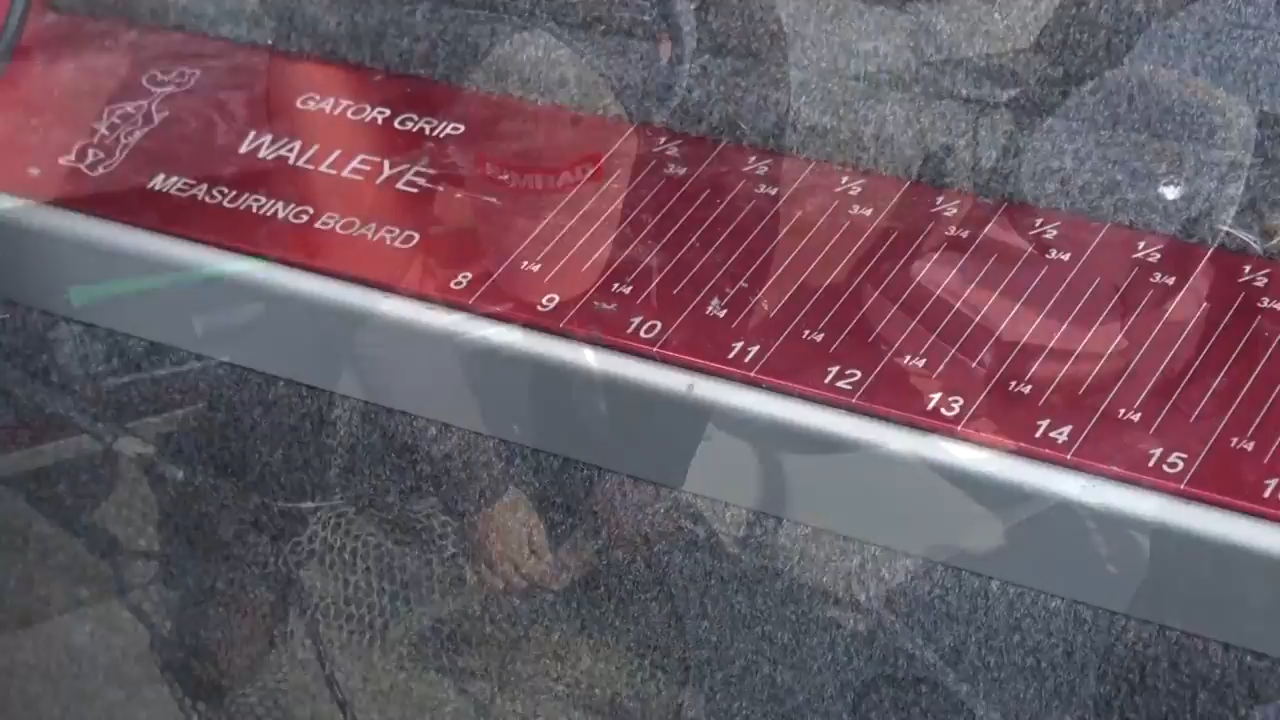 GATOR GRIP
WALLEYE
MEASURING BOARD
1/2 1/2 1/2 1/2 1/2 1/2 1/2
3/4 3/4 3/4 3/4 3/4 3/4 3/4
1/4 1/4 1/4 1/4 1/4 1/4 1/4 1/4
8 9 10 11 12 13 14 15